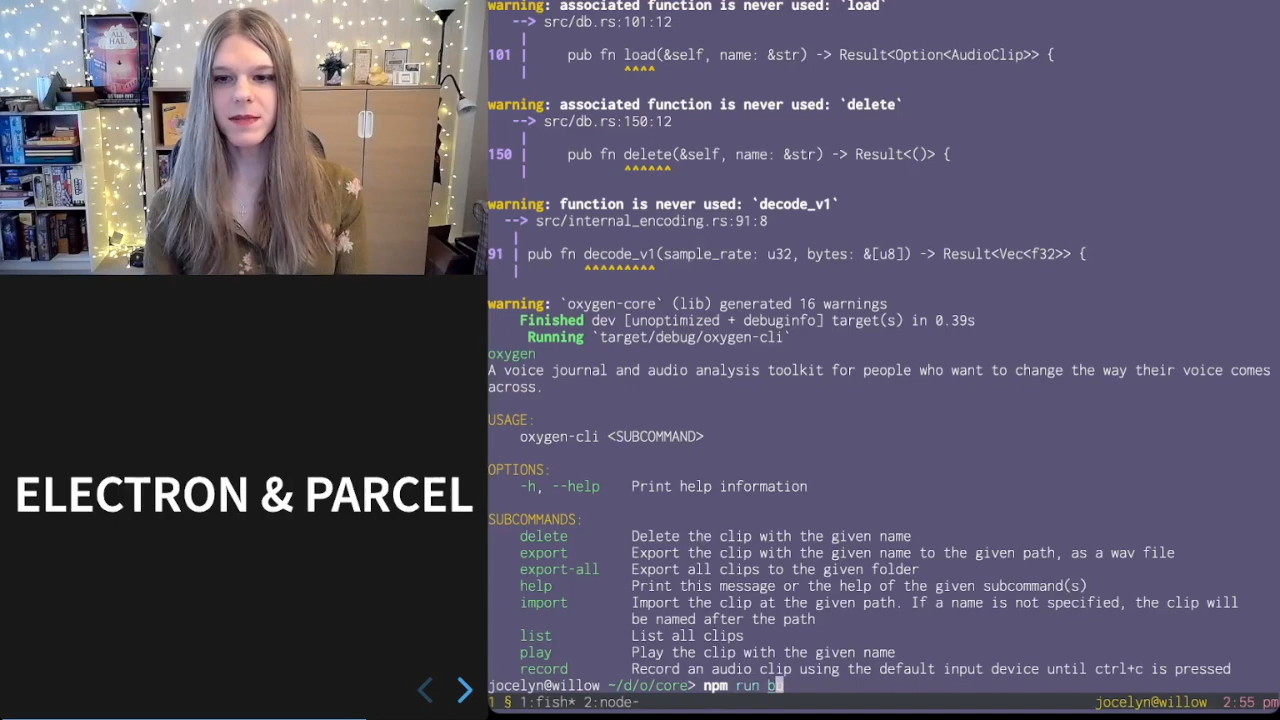 ALL
HAIL
warning: associated function is never used: `load`
--> src/db.rs:101:12
|
101 | pub fn load(&self, name: &str) -> Result<Option<AudioClip>> {
| ^^^^
warning: associated function is never used: `delete`
--> src/db.rs:150:12
|
150 | pub fn delete(&self, name: &str) -> Result<()> {
| ^^^^^^
warning: function is never used: `decode_v1`
--> src/internal_encoding.rs:91:8
|
91 | pub fn decode_v1(sample_rate: u32, bytes: &[u8]) -> Result<Vec<f32>> {
| ^^^^^^^^^
warning: `oxygen-core` (lib) generated 16 warnings
Finished dev [unoptimized + debuginfo] target(s) in 0.39s
Running `target/debug/oxygen-cli`
oxygen
A voice journal and audio analysis toolkit for people who want to change the way their voice comes
across.
USAGE:
oxygen-cli <SUBCOMMAND>
OPTIONS:
-h, --help Print help information
SUBCOMMANDS:
delete Delete the clip with the given name
export Export the clip with the given name to the given path, as a wav file
export-all Export all clips to the given folder
help Print this message or the help of the given subcommand(s)
import Import the clip at the given path. If a name is not specified, the clip will
be named after the path
list List all clips
play Play the clip with the given name
record Record an audio clip using the default input device until ctrl+c is pressed
jocelyn@willow ~/d/o/core> npm run b
1 § 1:fish* 2:node- jocelyn@willow 2:55 pm
ELECTRON & PARCEL